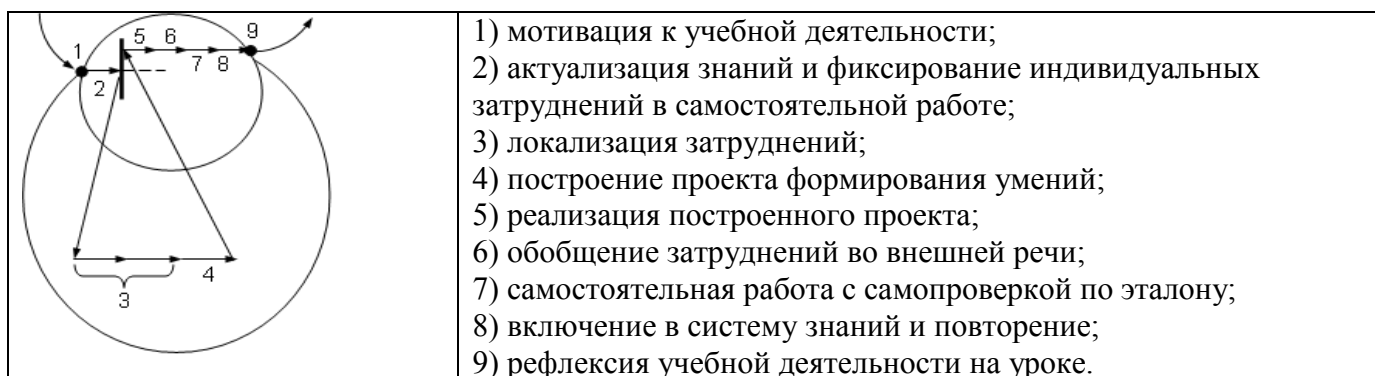 5 6
9
1
7 8
2
4
3
1) мотивация к учебной деятельности;
2) актуализация знаний и фиксирование индивидуальных
затруднений в самостоятельной работе;
3) локализация затруднений;
4) построение проекта формирования умений;
5) реализация построенного проекта;
6) обобщение затруднений во внешней речи;
7) самостоятельная работа с самопроверкой по эталону;
8) включение в систему знаний и повторение;
9) рефлексия учебной деятельности на уроке.